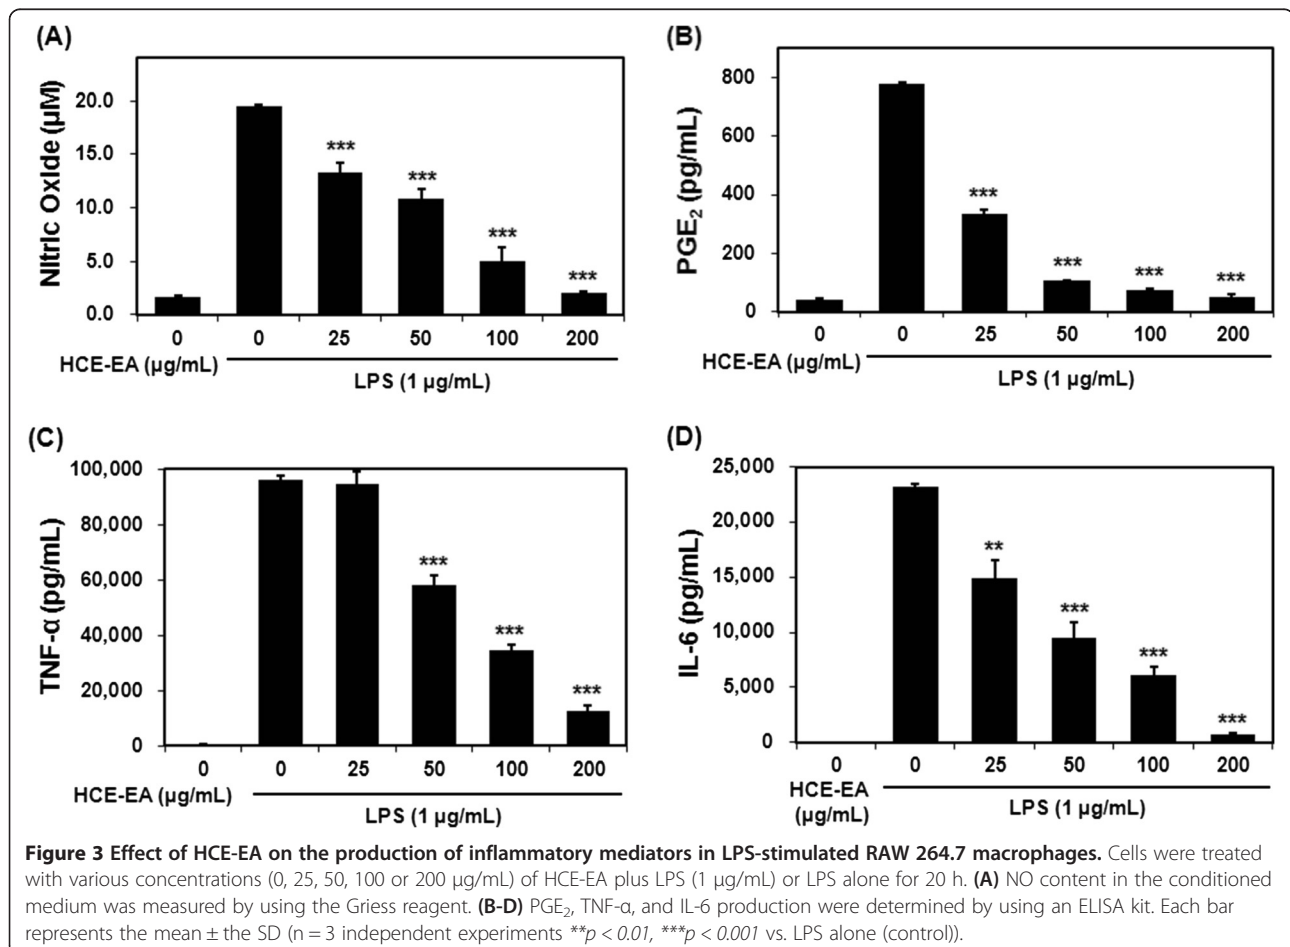 (A)
Nitric Oxide (µM)
20.0
15.0
10.0
5.0
0.0
***
***
***
***
0 0 25 50 100 200
HCE-EA (µg/mL)
LPS (1 µg/mL)
(B)
PGE₂ (pg/mL)
800
600
400
200
0
***
***
***
***
0 0 25 50 100 200
HCE-EA (µg/mL)
LPS (1 µg/mL)
(C)
TNF-α (pg/mL)
100,000
80,000
60,000
40,000
20,000
0
***
***
***
0 0 25 50 100 200
HCE-EA (µg/mL)
LPS (1 µg/mL)
(D)
IL-6 (pg/mL)
25,000
20,000
15,000
10,000
5,000
0
**
***
***
***
0 0 25 50 100 200
HCE-EA
(µg/mL)
LPS (1 µg/mL)
Figure 3 Effect of HCE-EA on the production of inflammatory mediators in LPS-stimulated RAW 264.7 macrophages. Cells were treated
with various concentrations (0, 25, 50, 100 or 200 µg/mL) of HCE-EA plus LPS (1 µg/mL) or LPS alone for 20 h. (A) NO content in the conditioned
medium was measured by using the Griess reagent. (B-D) PGE₂, TNF-α, and IL-6 production were determined by using an ELISA kit. Each bar
represents the mean ± the SD (n = 3 independent experiments **p < 0.01, ***p < 0.001 vs. LPS alone (control)).